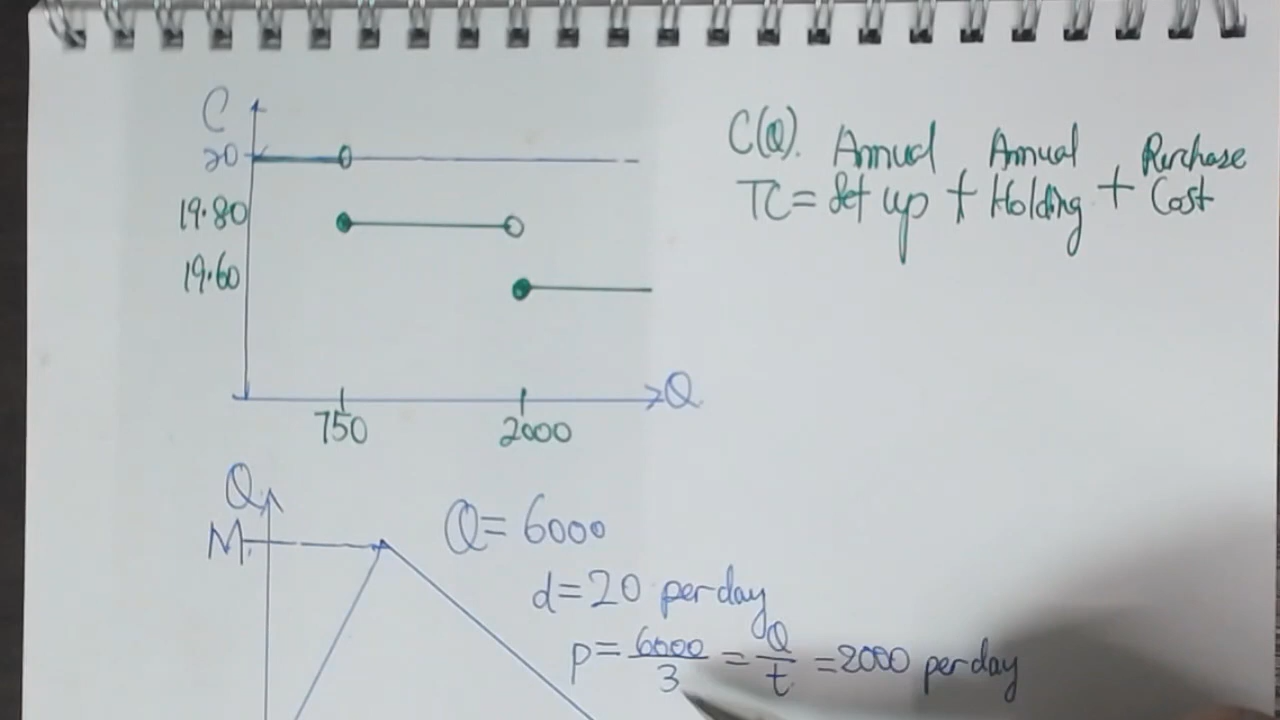 C
20
19.80
19.60
750 2000 Q
C(Q). Annual Annual Purchase
TC = Set up + Holding + Cost
Q
M.
Q = 6000
d = 20 per day
p = 6000/3 = Q/t = 2000 per day